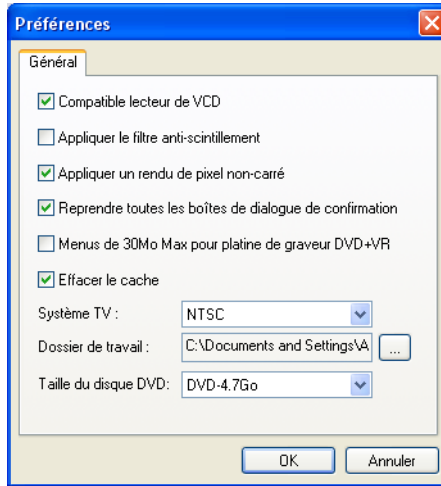 Préférences
Général
Compatible lecteur de VCD
Appliquer le filtre anti-scintillement
Appliquer un rendu de pixel non-carré
Reprendre toutes les boîtes de dialogue de confirmation
Menus de 30Mo Max pour platine de graveur DVD+VR
Effacer le cache
Système TV : NTSC
Dossier de travail : C:\Documents and Settings\A ...
Taille du disque DVD: DVD-4.7Go
OK Annuler